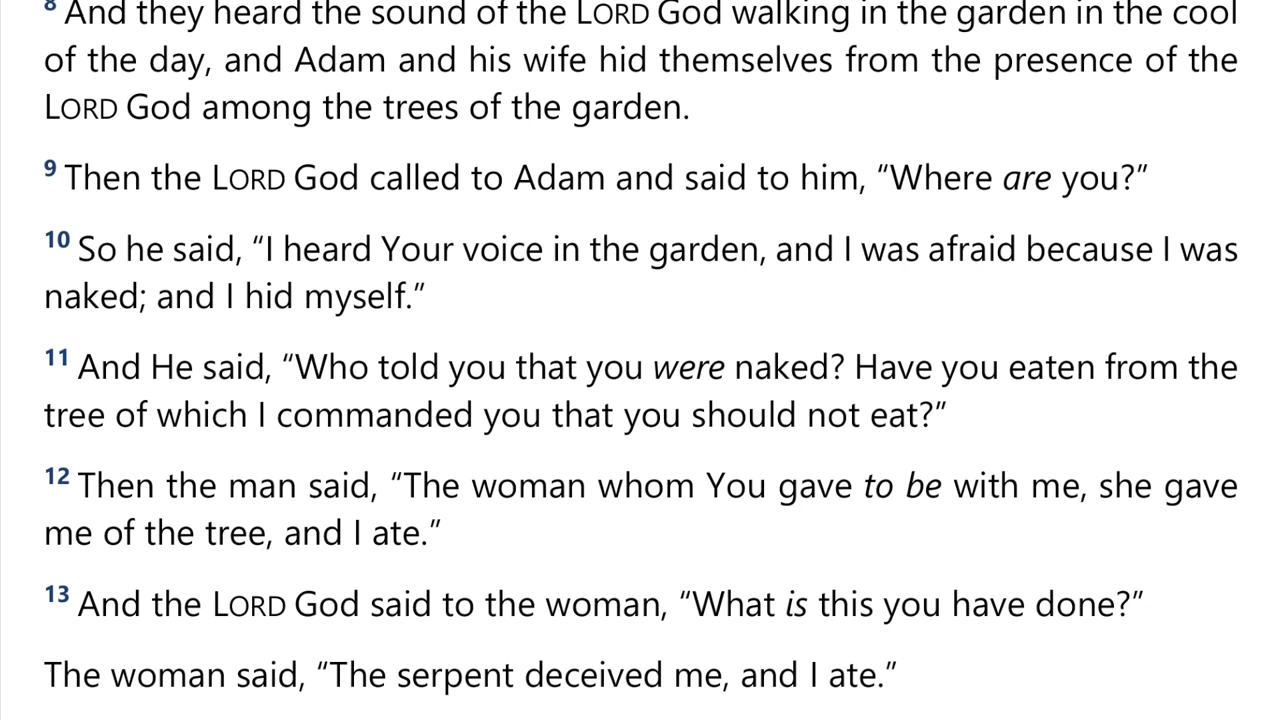 8 And they heard the sound of the LORD God walking in the garden in the cool
of the day, and Adam and his wife hid themselves from the presence of the
LORD God among the trees of the garden.
9 Then the LORD God called to Adam and said to him, “Where are you?”
10 So he said, “I heard Your voice in the garden, and I was afraid because I was
naked; and I hid myself.”
11 And He said, “Who told you that you were naked? Have you eaten from the
tree of which I commanded you that you should not eat?”
12 Then the man said, “The woman whom You gave to be with me, she gave
me of the tree, and I ate.”
13 And the LORD God said to the woman, “What is this you have done?”
The woman said, “The serpent deceived me, and I ate.”